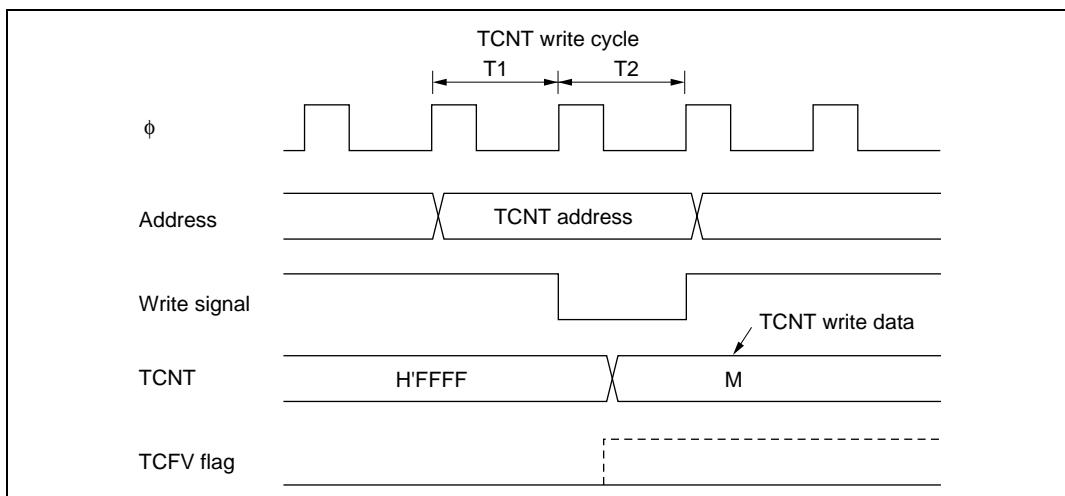 TCNT write cycle
T1 T2
ϕ
Address TCNT address
Write signal
TCNT write data
TCNT H'FFFF M
TCFV flag